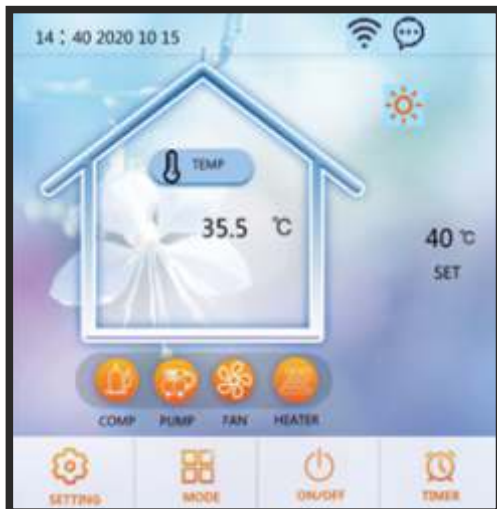 14 : 40 2020 10 15
TEMP
35.5 ℃
40 ℃
SET
COMP PUMP FAN HEATER
SETTING MODE ON/OFF TIMER